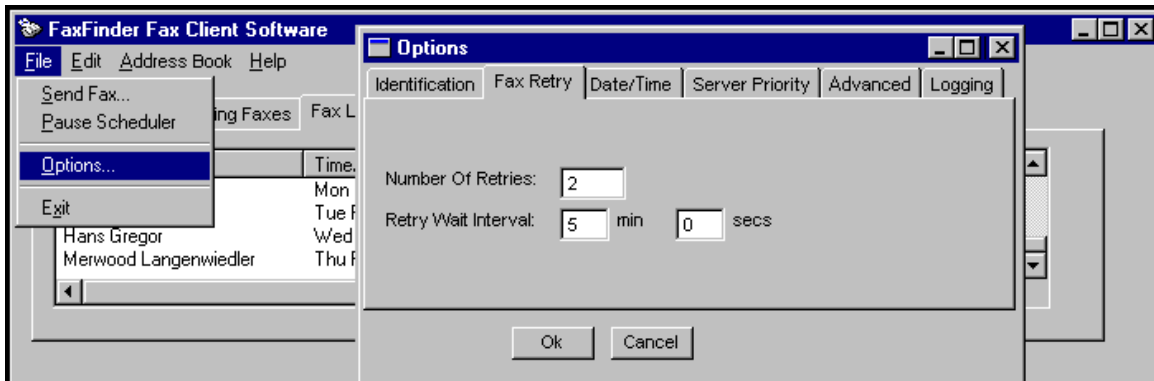 FaxFinder Fax Client Software
File Edit Address Book Help
Send Fax...
Pause Scheduler
Options...
Exit
ing Faxes Fax L
Time
Mon
Tue F
Hans Gregor Wed
Merwood Langenwiedler Thu F
Options
Identification Fax Retry Date/Time Server Priority Advanced Logging
Number Of Retries: 2
Retry Wait Interval: 5 min 0 secs
Ok Cancel